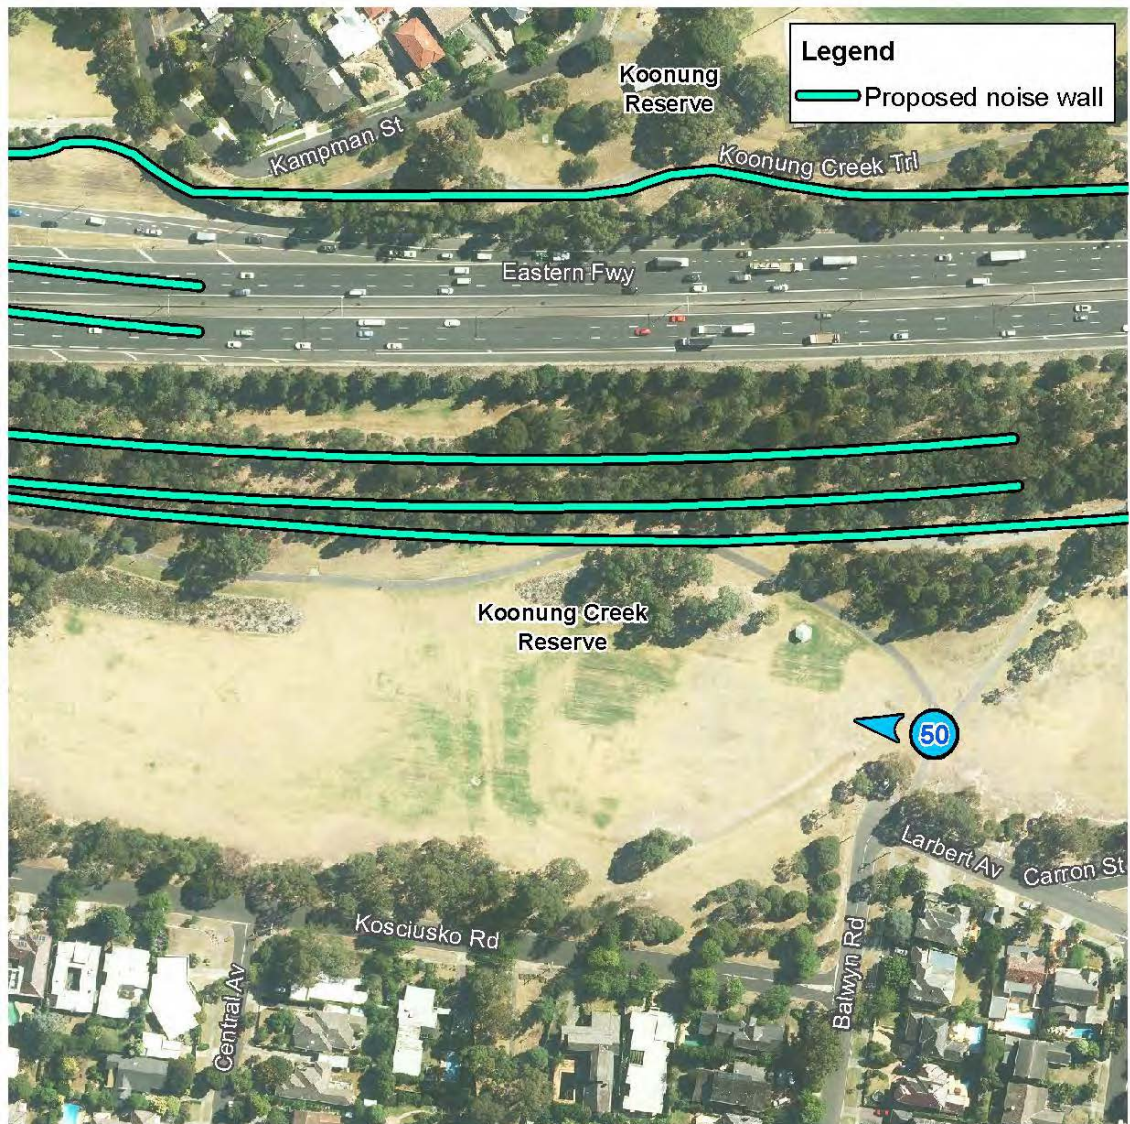 Legend
Proposed noise wall
Koonung
Reserve
Kampman St
Koonung Creek Trl
Eastern Fwy
Koonung Creek
Reserve
50
Larbert Av
Carron St
Kosciusko Rd
Balwyn Rd
Central Av